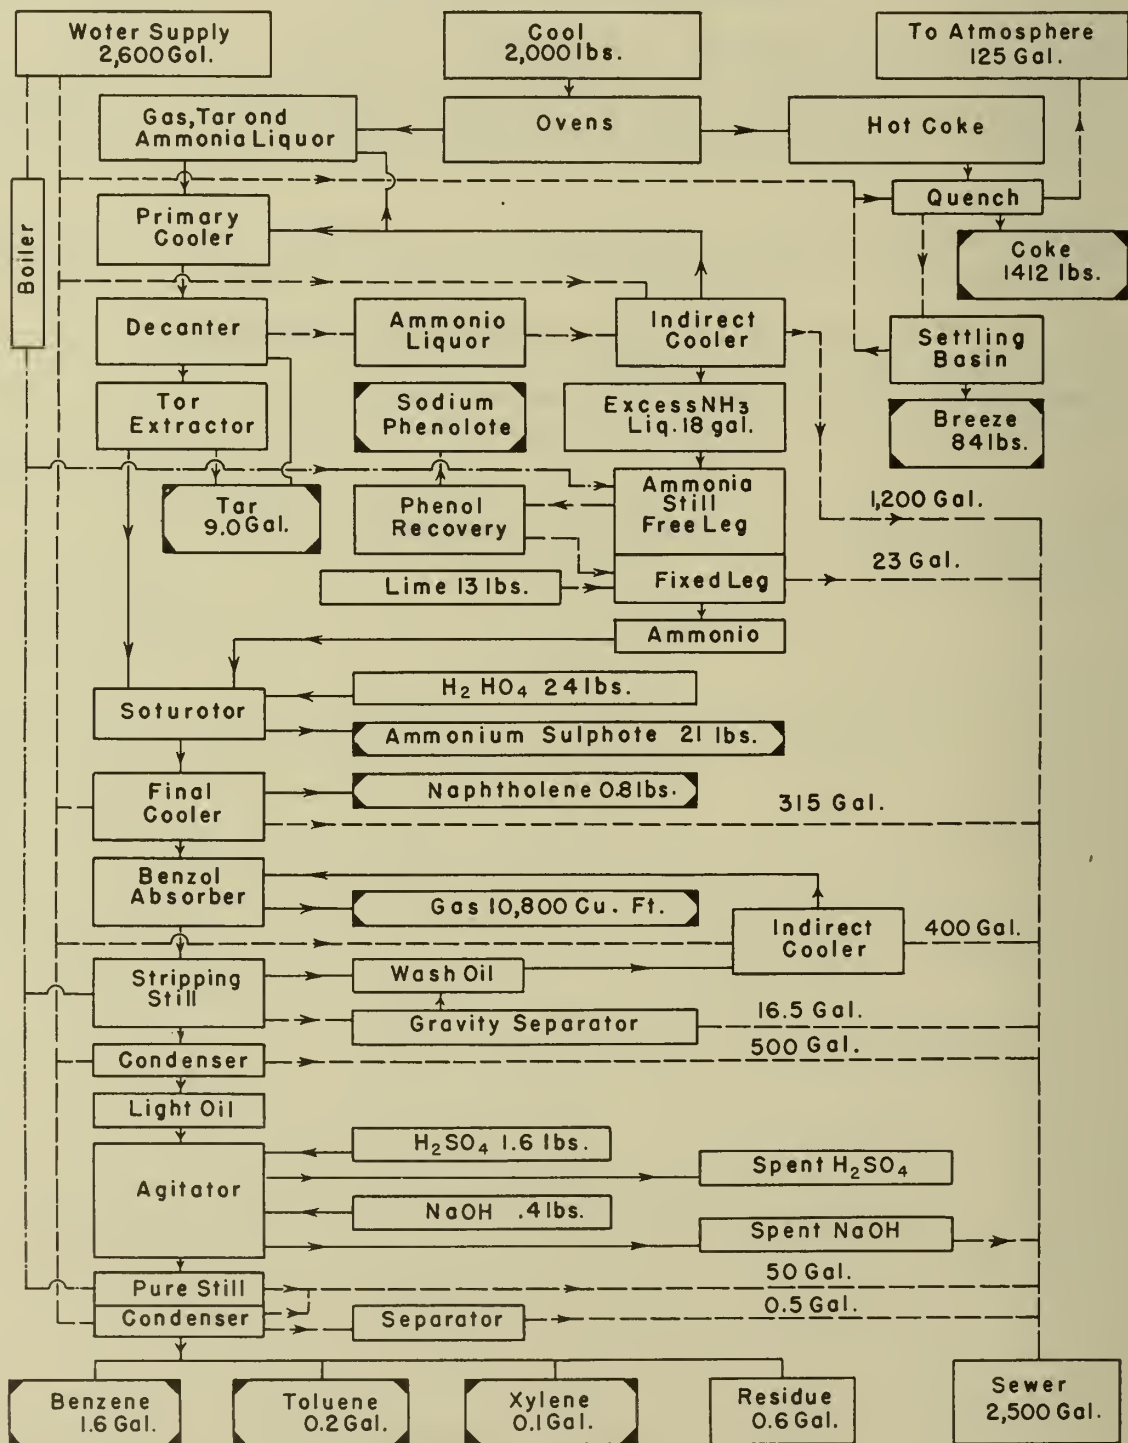 Woter Supply
2,600 Gol.
Cool
2,000 lbs.
To Atmosphere
125 Gal.
Gas, Tar and
Ammonia Liquor
Ovens
Hot Coke
Boiler
Primary
Cooler
Quench
Coke
1412 lbs.
Decanter
Ammonio
Liquor
Indirect
Cooler
Settling
Basin
Tor
Extractor
Sodium
Phenolote
Excess NH₃
Liq. 18 gal.
Breeze
84 lbs.
Tar
9.0 Gal.
Phenol
Recovery
Ammonia
Still
Free Leg
1,200 Gal.
Lime 13 lbs.
Fixed Leg
23 Gal.
Ammonio
Soturotor
H₂ HO₄ 24 lbs.
Ammonium Sulphote 21 lbs.
Final
Cooler
Naphtholene 0.8 lbs.
315 Gal.
Benzol
Absorber
Gas 10,800 Cu. Ft.
Indirect
Cooler
400 Gal.
Stripping
Still
Wash Oil
Gravity Separator
16.5 Gal.
Condenser
500 Gal.
Light Oil
Agitator
H₂SO₄ 1.6 lbs.
Spent H₂SO₄
NaOH .4 lbs.
Spent NaOH
Pure Still
50 Gal.
Condenser
Separator
0.5 Gal.
Benzene
1.6 Gal.
Toluene
0.2 Gal.
Xylene
0.1 Gal.
Residue
0.6 Gal.
Sewer
2,500 Gal.